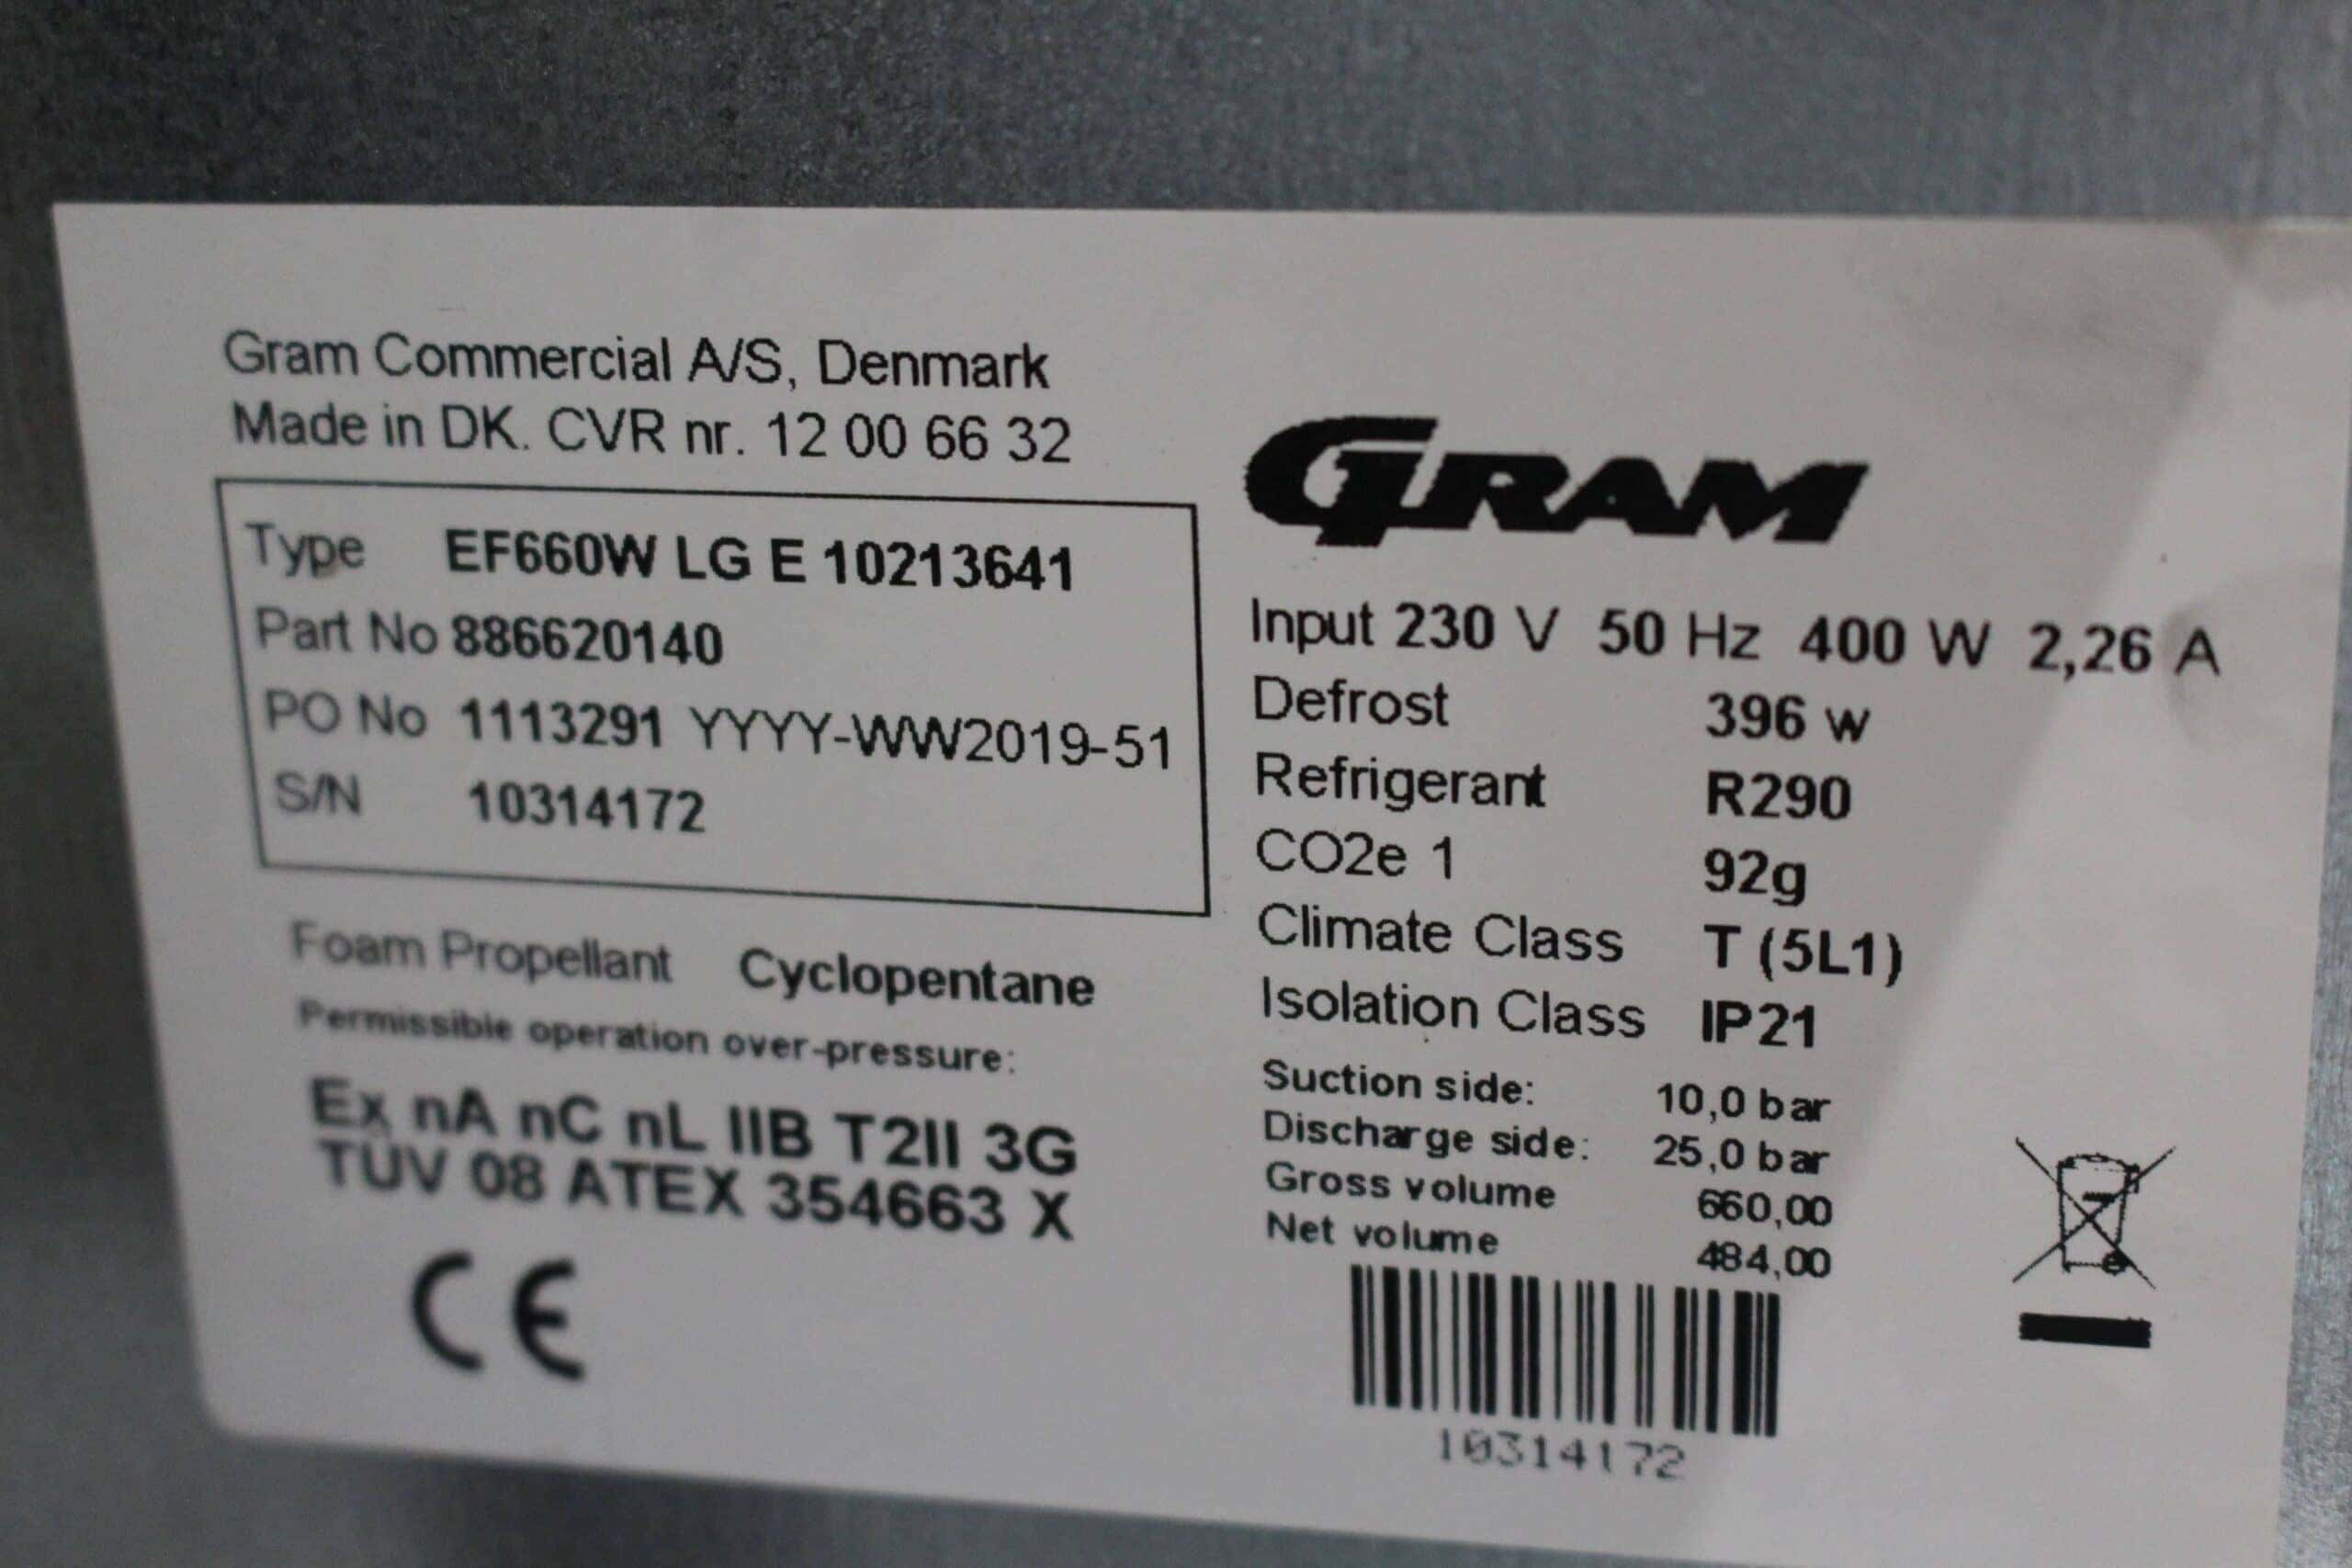 Gram Commercial A/S, Denmark
Made in DK. CVR nr. 12 00 66 32
Type EF660W LG E 10213641
Part No 886620140
PO No 1113291 YYYY-WW2019-51
S/N 10314172
Foam Propellant Cyclopentane
Permissible operation over-pressure:
Ex nA nC nL IIB T2II 3G
TÜV 08 ATEX 354663 X
CE
GRAM
Input 230 V 50 Hz 400 W 2,26 A
Defrost 396 w
Refrigerant R290
CO2e 1 92g
Climate Class T (5L1)
Isolation Class IP21
Suction side: 10,0 bar
Discharge side: 25,0 bar
Gross volume 660,00
Net volume 484,00
10314172